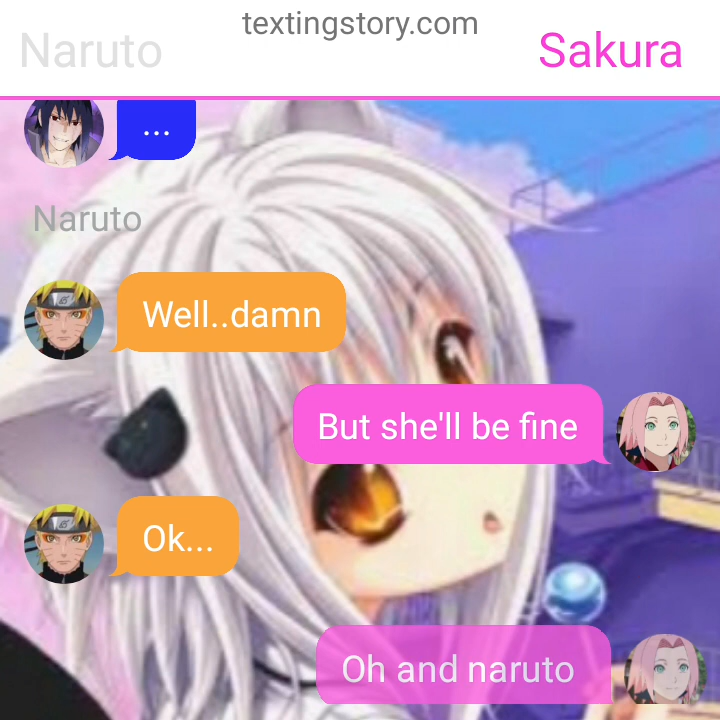 textingstory.com
Naruto
Sakura
...
Naruto
Well..damn
But she'll be fine
Ok...
Oh and naruto